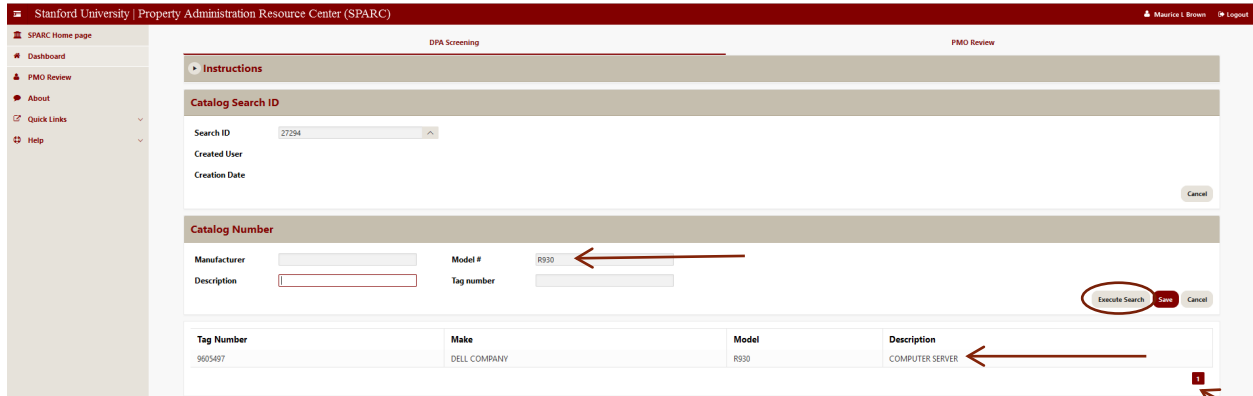 Stanford University | Property Administration Resource Center (SPARC) Maurice L Brown Logout
SPARC Home page
Dashboard
PMO Review
About
Quick Links
Help
DPA Screening PMO Review
Instructions
Catalog Search ID
Search ID 27294
Created User
Creation Date
Cancel
Catalog Number
Manufacturer Model # R930
Description Tag number
Execute Search Save Cancel
Tag Number Make Model Description
9605497 DELL COMPANY R930 COMPUTER SERVER
1